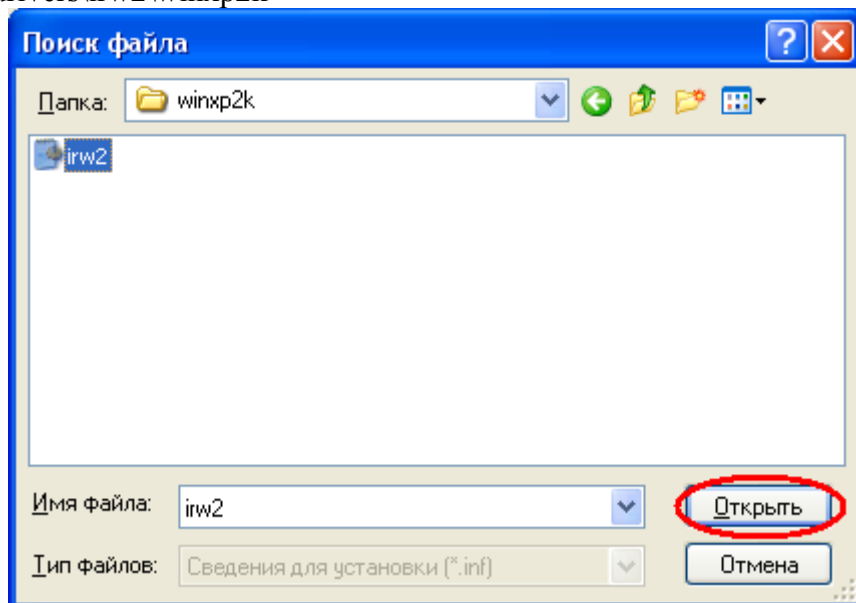 Поиск файла
Папка: winxp2k
irw2
Имя файла: irw2 Открыть
Тип файлов: Сведения для установки (*.inf) Отмена